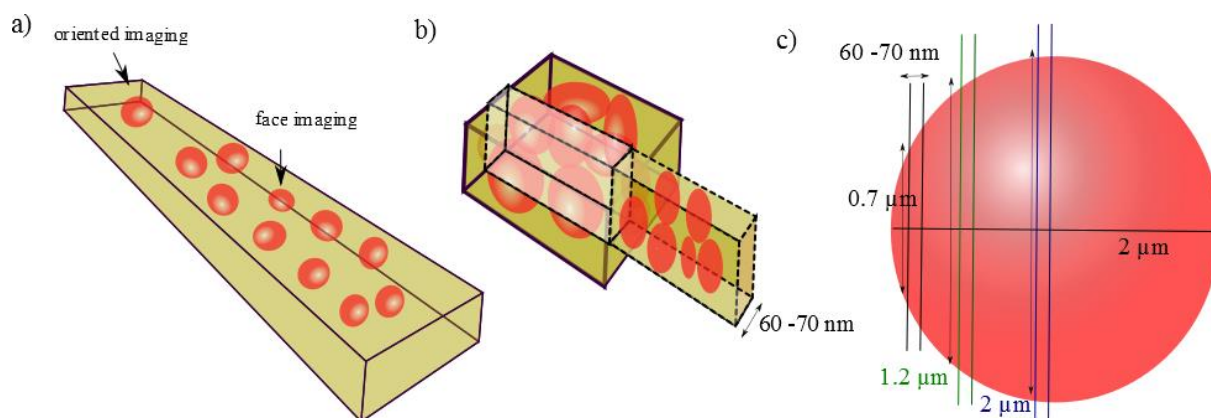 a)
oriented imaging
face imaging
b)
60 -70 nm
c)
60 -70 nm
0.7 µm
2 µm
1.2 µm
2 µm